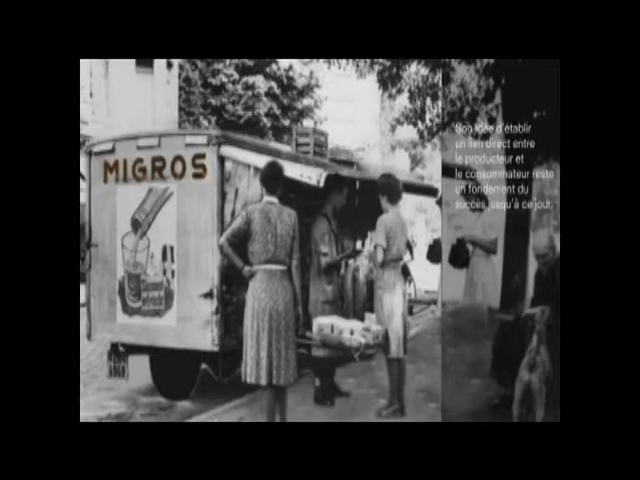 MIGROS
Son idée d'établir
un lien direct entre
le producteur et
le consommateur reste
un fondement du
succès jusqu'à ce jour.